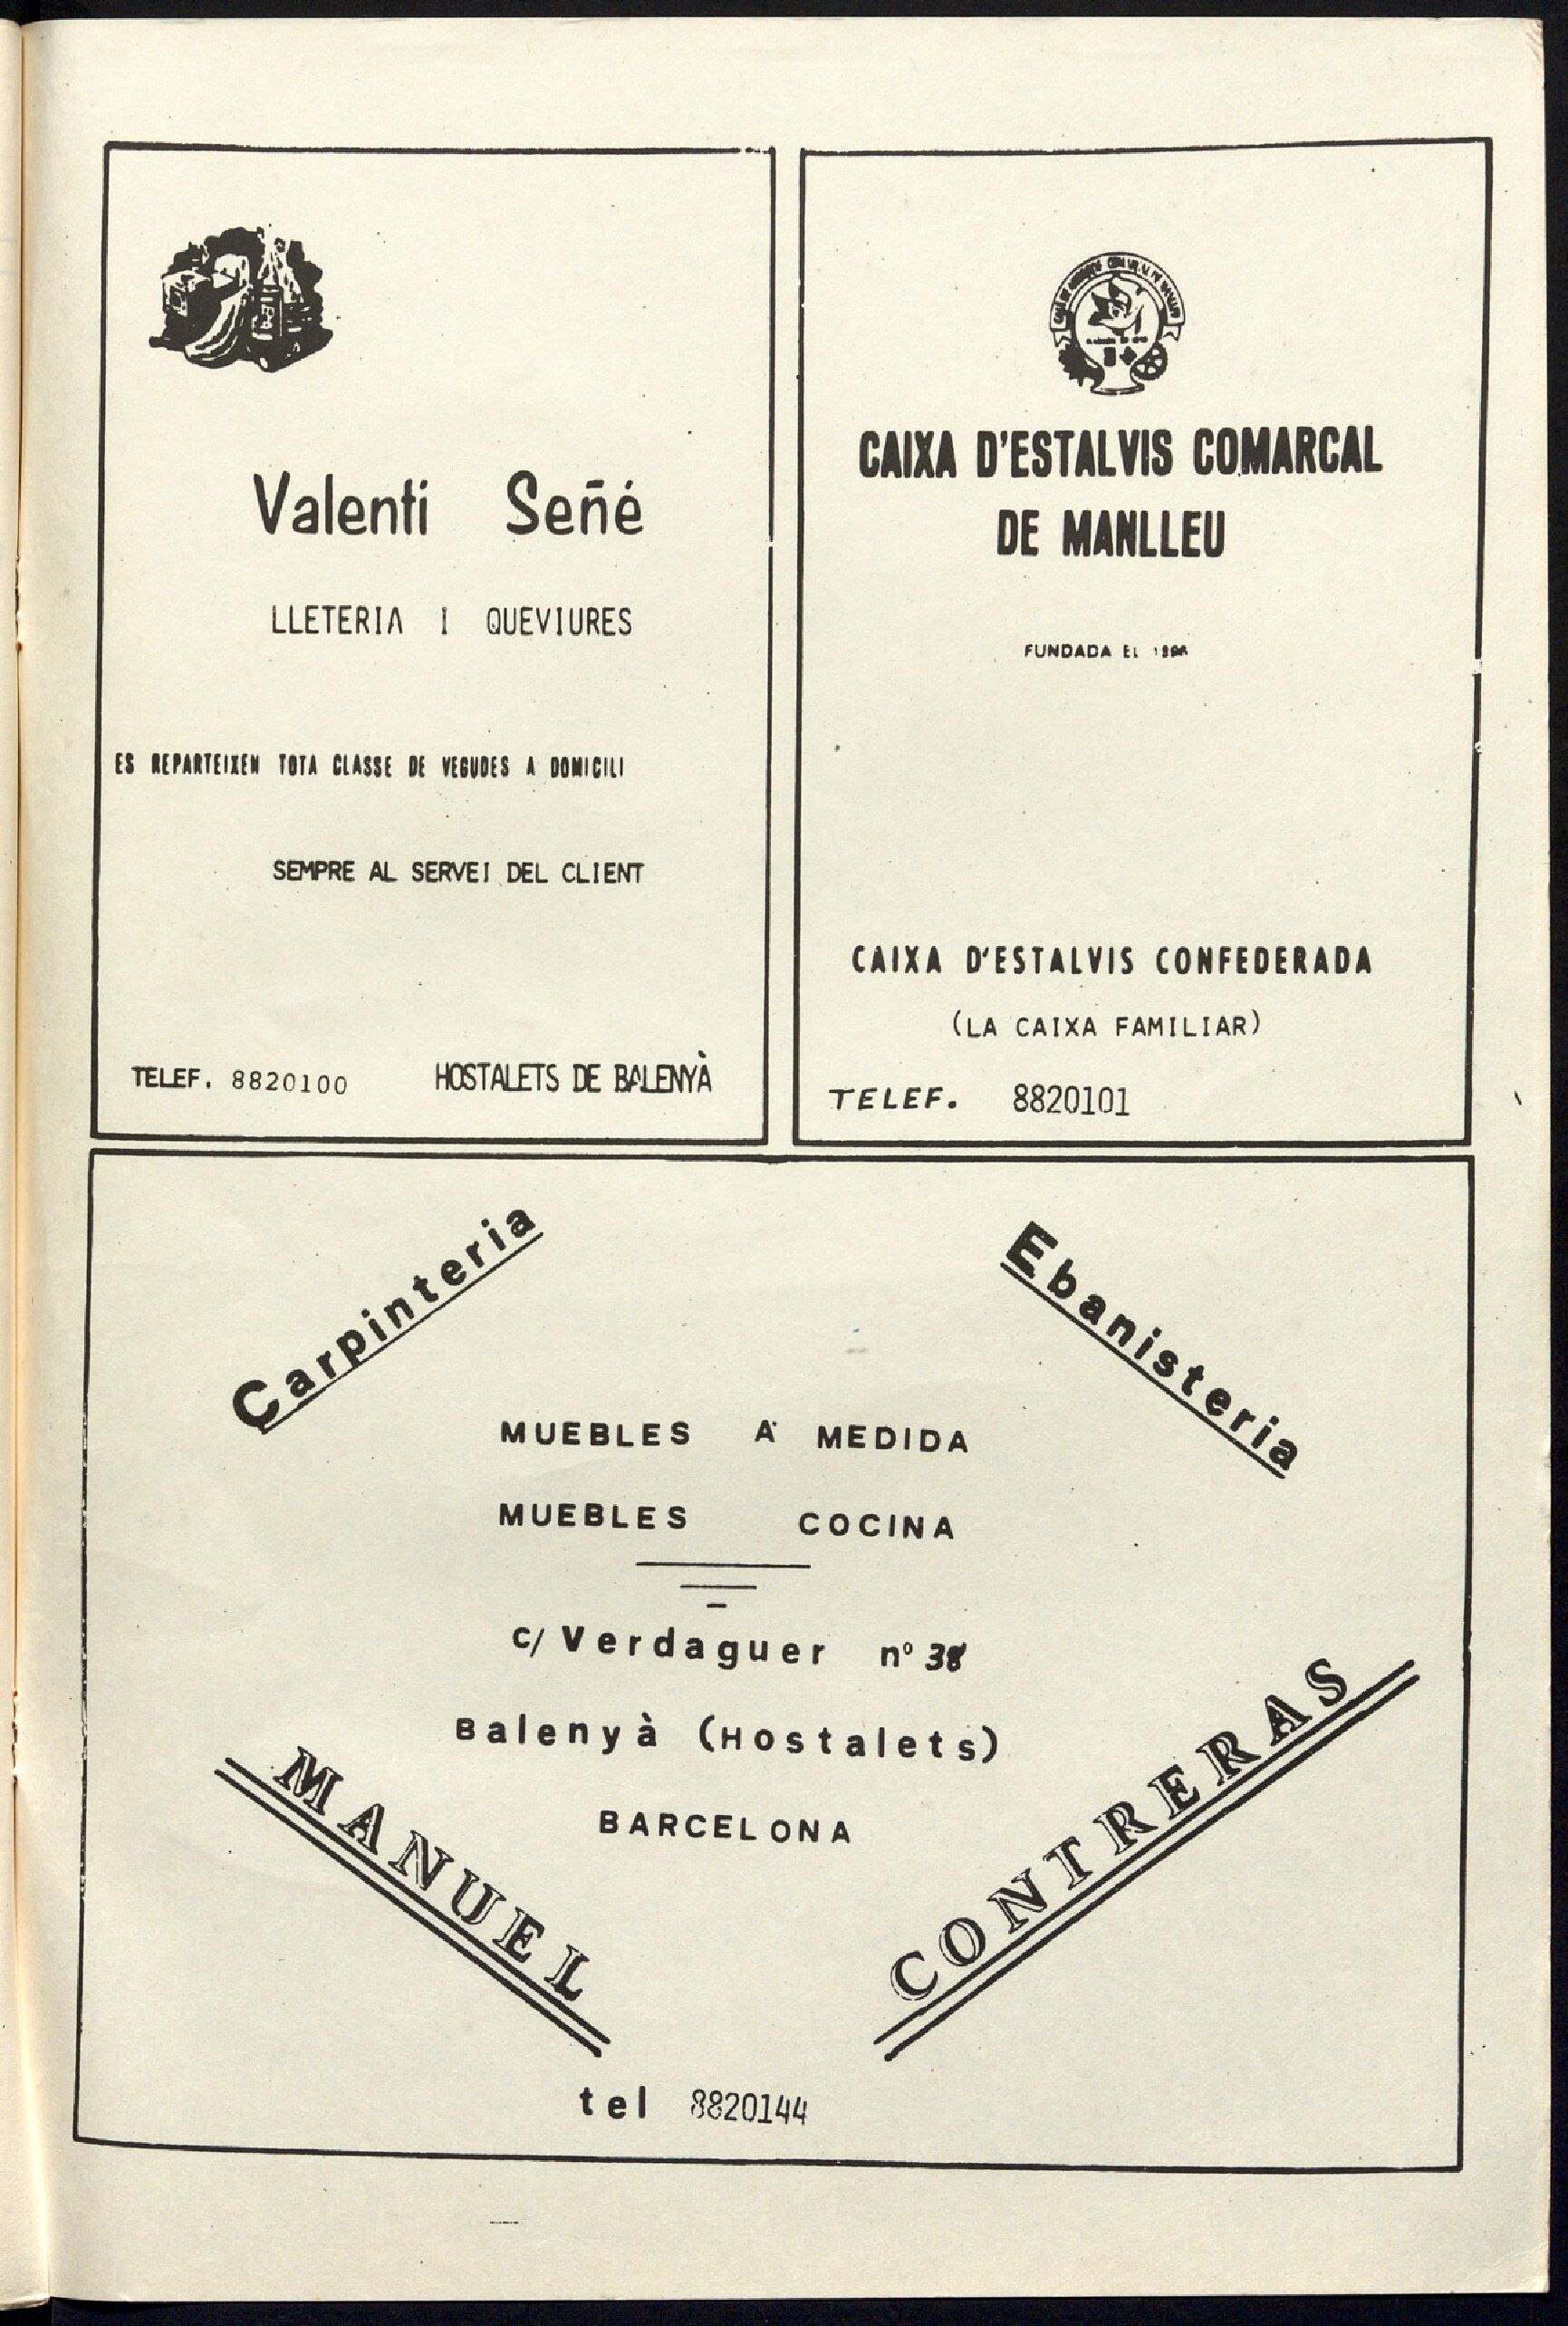 Valenti Señé
LLETERIA I QUEVIURES
ES REPARTEIXEN TOTA CLASSE DE VEGUDES A DOMICILI
SEMPRE AL SERVEI DEL CLIENT
TELEF. 8820100 HOSTALETS DE BALENYÀ
CAIXA D'ESTALVIS COMARCAL
DE MANLLEU
FUNDADA EL
CAIXA D'ESTALVIS CONFEDERADA
(LA CAIXA FAMILIAR)
TELEF. 8820101
Carpinteria
Ebanisteria
MUEBLES A MEDIDA
MUEBLES COCINA
c/ Verdaguer nº 38
Balenyà (Hostalets)
BARCELONA
MANUEL
CONTRERAS
tel 8820144